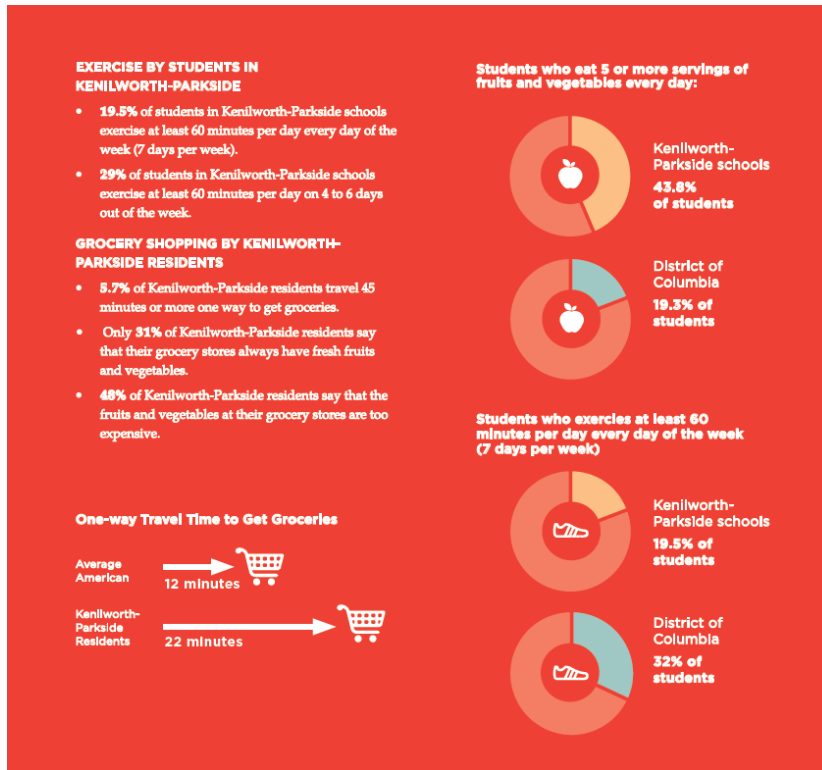 EXERCISE BY STUDENTS IN
KENILWORTH-PARKSIDE
• 19.5% of students in Kenilworth-Parkside schools
exercise at least 60 minutes per day every day of the
week (7 days per week).
• 29% of students in Kenilworth-Parkside schools
exercise at least 60 minutes per day on 4 to 6 days
out of the week.
GROCERY SHOPPING BY KENILWORTH-
PARKSIDE RESIDENTS
• 5.7% of Kenilworth-Parkside residents travel 45
minutes or more one way to get groceries.
• Only 31% of Kenilworth-Parkside residents say
that their grocery stores always have fresh fruits
and vegetables.
• 48% of Kenilworth-Parkside residents say that the
fruits and vegetables at their grocery stores are too
expensive.
One-way Travel Time to Get Groceries
Average
American
12 minutes
Kenilworth-
Parkside
Residents
22 minutes
Students who eat 5 or more servings of
fruits and vegetables every day:
Kenilworth-
Parkside schools
43.8%
of students
District of
Columbia
19.3% of
students
Students who exercies at least 60
minutes per day every day of the week
(7 days per week)
Kenilworth-
Parkside schools
19.5% of
students
District of
Columbia
32% of
students